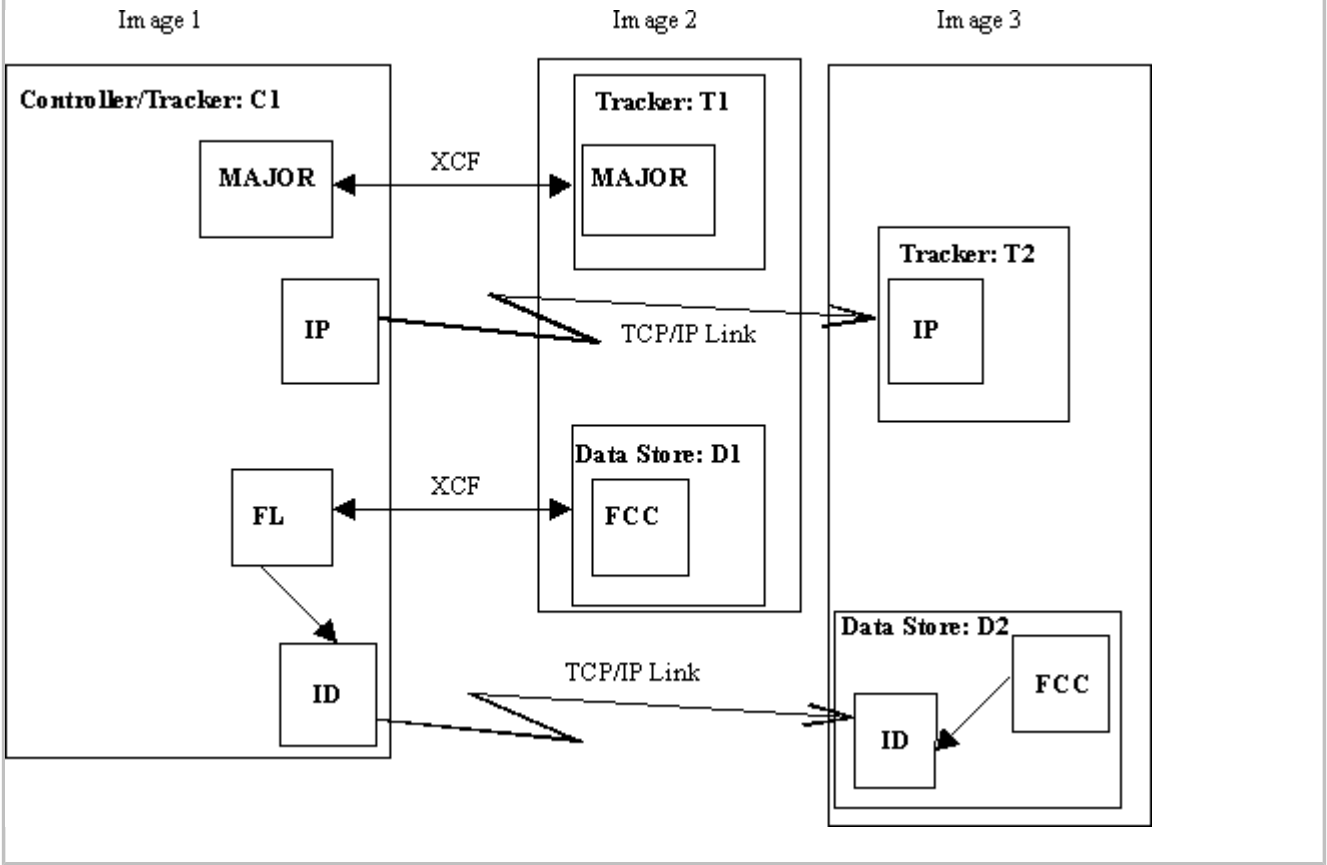 Image 1
Image 2
Image 3
Controller/Tracker: C1
MAJOR
XCF
Tracker: T1
MAJOR
Tracker: T2
IP
TCP/IP Link
IP
Data Store: D1
FL
XCF
FCC
Data Store: D2
ID
TCP/IP Link
ID
FCC